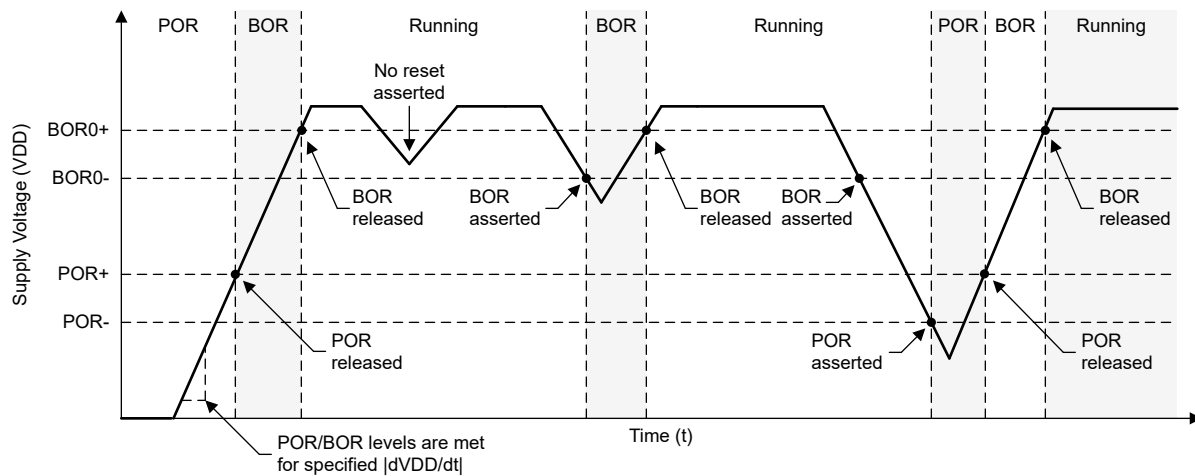 POR
BOR
Running
BOR
Running
POR
BOR
Running
No reset
asserted
Supply Voltage (VDD)
BOR0+
BOR0-
POR+
POR-
BOR
released
BOR
asserted
BOR
released
BOR
asserted
BOR
released
POR
released
POR
asserted
POR
released
POR/BOR levels are met
for specified |dVDD/dt|
Time (t)